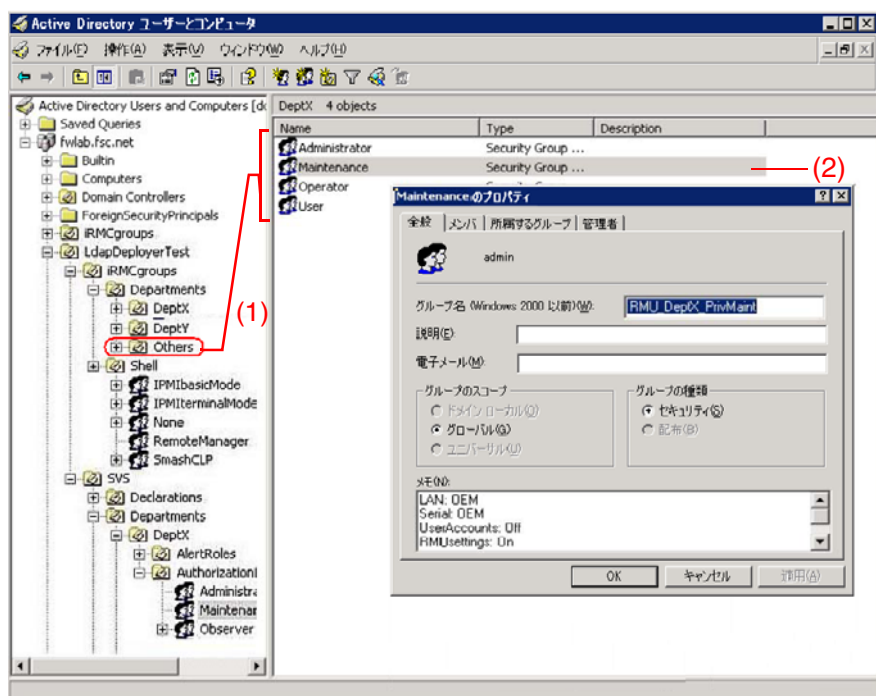 Active Directory ユーザーとコンピュータ
ファイル(F) 操作(A) 表示(V) ウィンドウ(W) ヘルプ(H)
Active Directory Users and Computers [do
Saved Queries
fwlab.fsc.net
Builtin
Computers
Domain Controllers
ForeignSecurityPrincipals
iRMCgroups
LdapDeployerTest
iRMCgroups
Departments
DeptX
DeptY
Others
Shell
IPMIbasicMode
IPMIterminalMode
None
RemoteManager
SmashCLP
SVS
Declarations
Departments
DeptX
AlertRoles
Authorizationl
Administra
Maintenar
Observer
(1)
DeptX 4 objects
Name Type Description
Administrator Security Group ...
Maintenance Security Group ...
Operator
User
(2)
Maintenanceのプロパティ
全般 メンバ 所属するグループ 管理者
admin
グループ名 (Windows 2000 以前)(W): RMU_DeptX_PrivMaint
説明(E):
電子メール(M):
グループのスコープ
ドメイン ローカル(O)
グローバル(G)
ユニバーサル(U)
グループの種類
セキュリティ(S)
配布(B)
メモ(N):
LAN: OEM
Serial: OEM
UserAccounts: Off
RMUsettings: On
OK キャンセル 適用(A)